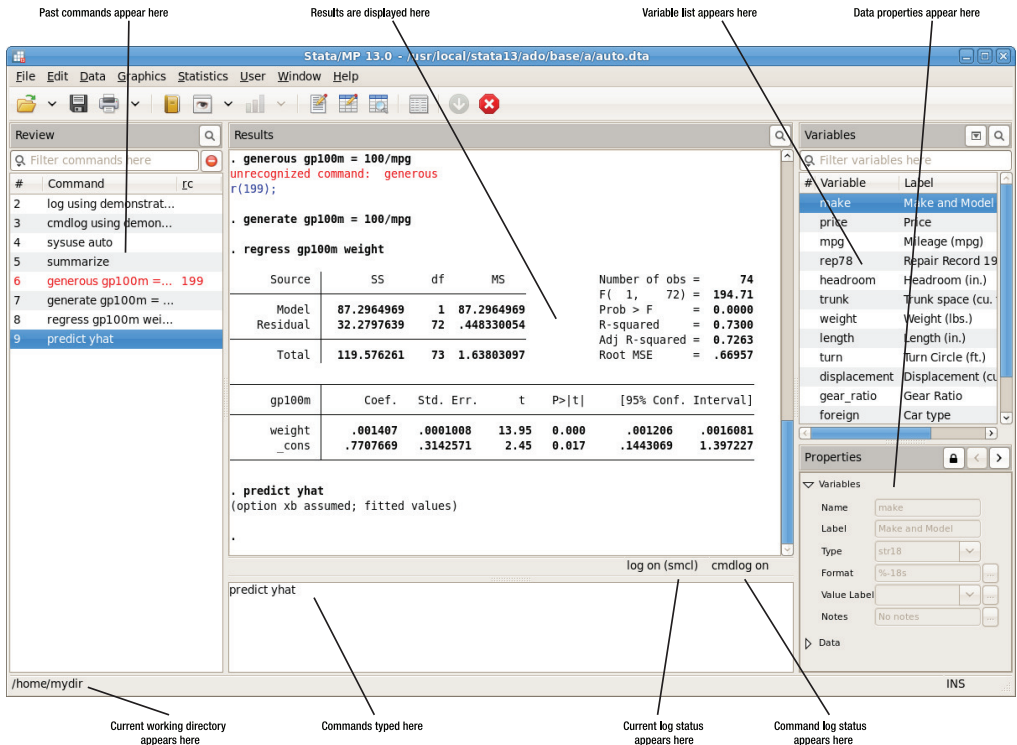 Past commands appear here
Results are displayed here
Variable list appears here
Data properties appear here
Stata/MP 13.0 - /usr/local/stata13/ado/base/a/auto.dta
File Edit Data Graphics Statistics User Window Help
Review
Filter commands here
# Command rc
2 log using demonstrat...
3 cmdlog using demon...
4 sysuse auto
5 summarize
6 generous gp100m =... 199
7 generate gp100m = ...
8 regress gp100m wei...
9 predict yhat
Results
. generous gp100m = 100/mpg
unrecognized command: generous
r(199);
. generate gp100m = 100/mpg
. regress gp100m weight
Source SS df MS
Model 87.2964969 1 87.2964969
Residual 32.2797639 72 .448330054
Total 119.576261 73 1.63803097
Number of obs = 74
F( 1, 72) = 194.71
Prob > F = 0.0000
R-squared = 0.7300
Adj R-squared = 0.7263
Root MSE = .66957
gp100m Coef. Std. Err. t P>|t| [95% Conf. Interval]
weight .001407 .0001008 13.95 0.000 .001206 .0016081
_cons .7707669 .3142571 2.45 0.017 .1443069 1.397227
. predict yhat
(option xb assumed; fitted values)
.
log on (smcl) cmdlog on
predict yhat
Variables
Filter variables here
# Variable Label
make Make and Model
price Price
mpg Mileage (mpg)
rep78 Repair Record 19
headroom Headroom (in.)
trunk Trunk space (cu.
weight Weight (lbs.)
length Length (in.)
turn Turn Circle (ft.)
displacement Displacement (cu
gear_ratio Gear Ratio
foreign Car type
Properties
Variables
Name make
Label Make and Model
Type str18
Format %-18s
Value Label
Notes No notes
Data
/home/mydir
INS
Current working directory
appears here
Commands typed here
Current log status
appears here
Command log status
appears here